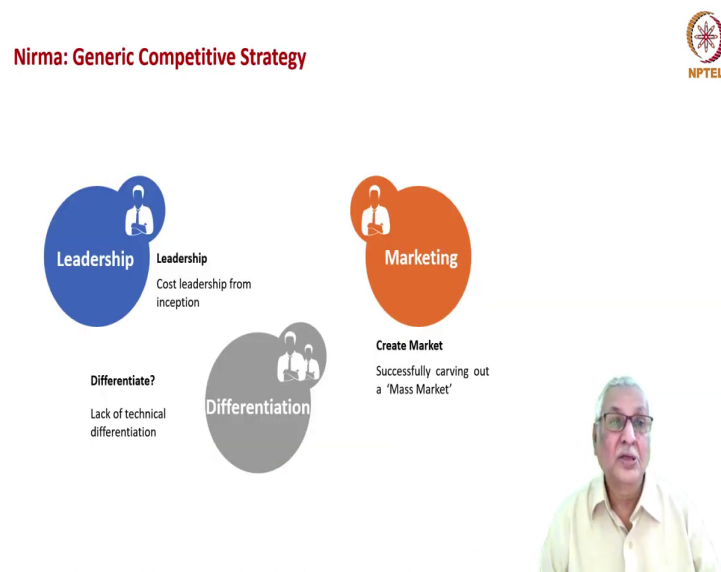 Nirma: Generic Competitive Strategy
NPTEL
Leadership
Leadership
Cost leadership from
inception
Marketing
Create Market
Successfully carving out
a ‘Mass Market’
Differentiate?
Lack of technical
differentiation
Differentiation